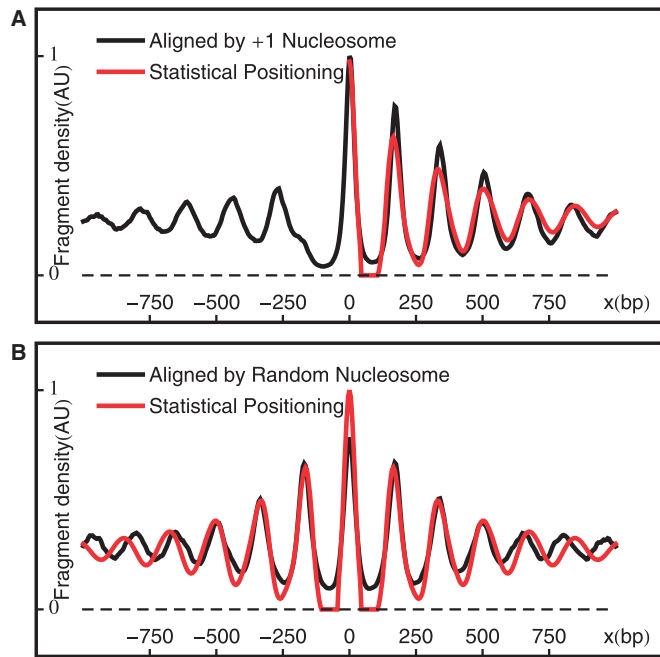 A
Aligned by +1 Nucleosome
Statistical Positioning
Fragment density(AU)
1
0
−750 −500 −250 0 250 500 750 x(bp)
B
Aligned by Random Nucleosome
Statistical Positioning
Fragment density(AU)
1
0
−750 −500 −250 0 250 500 750 x(bp)